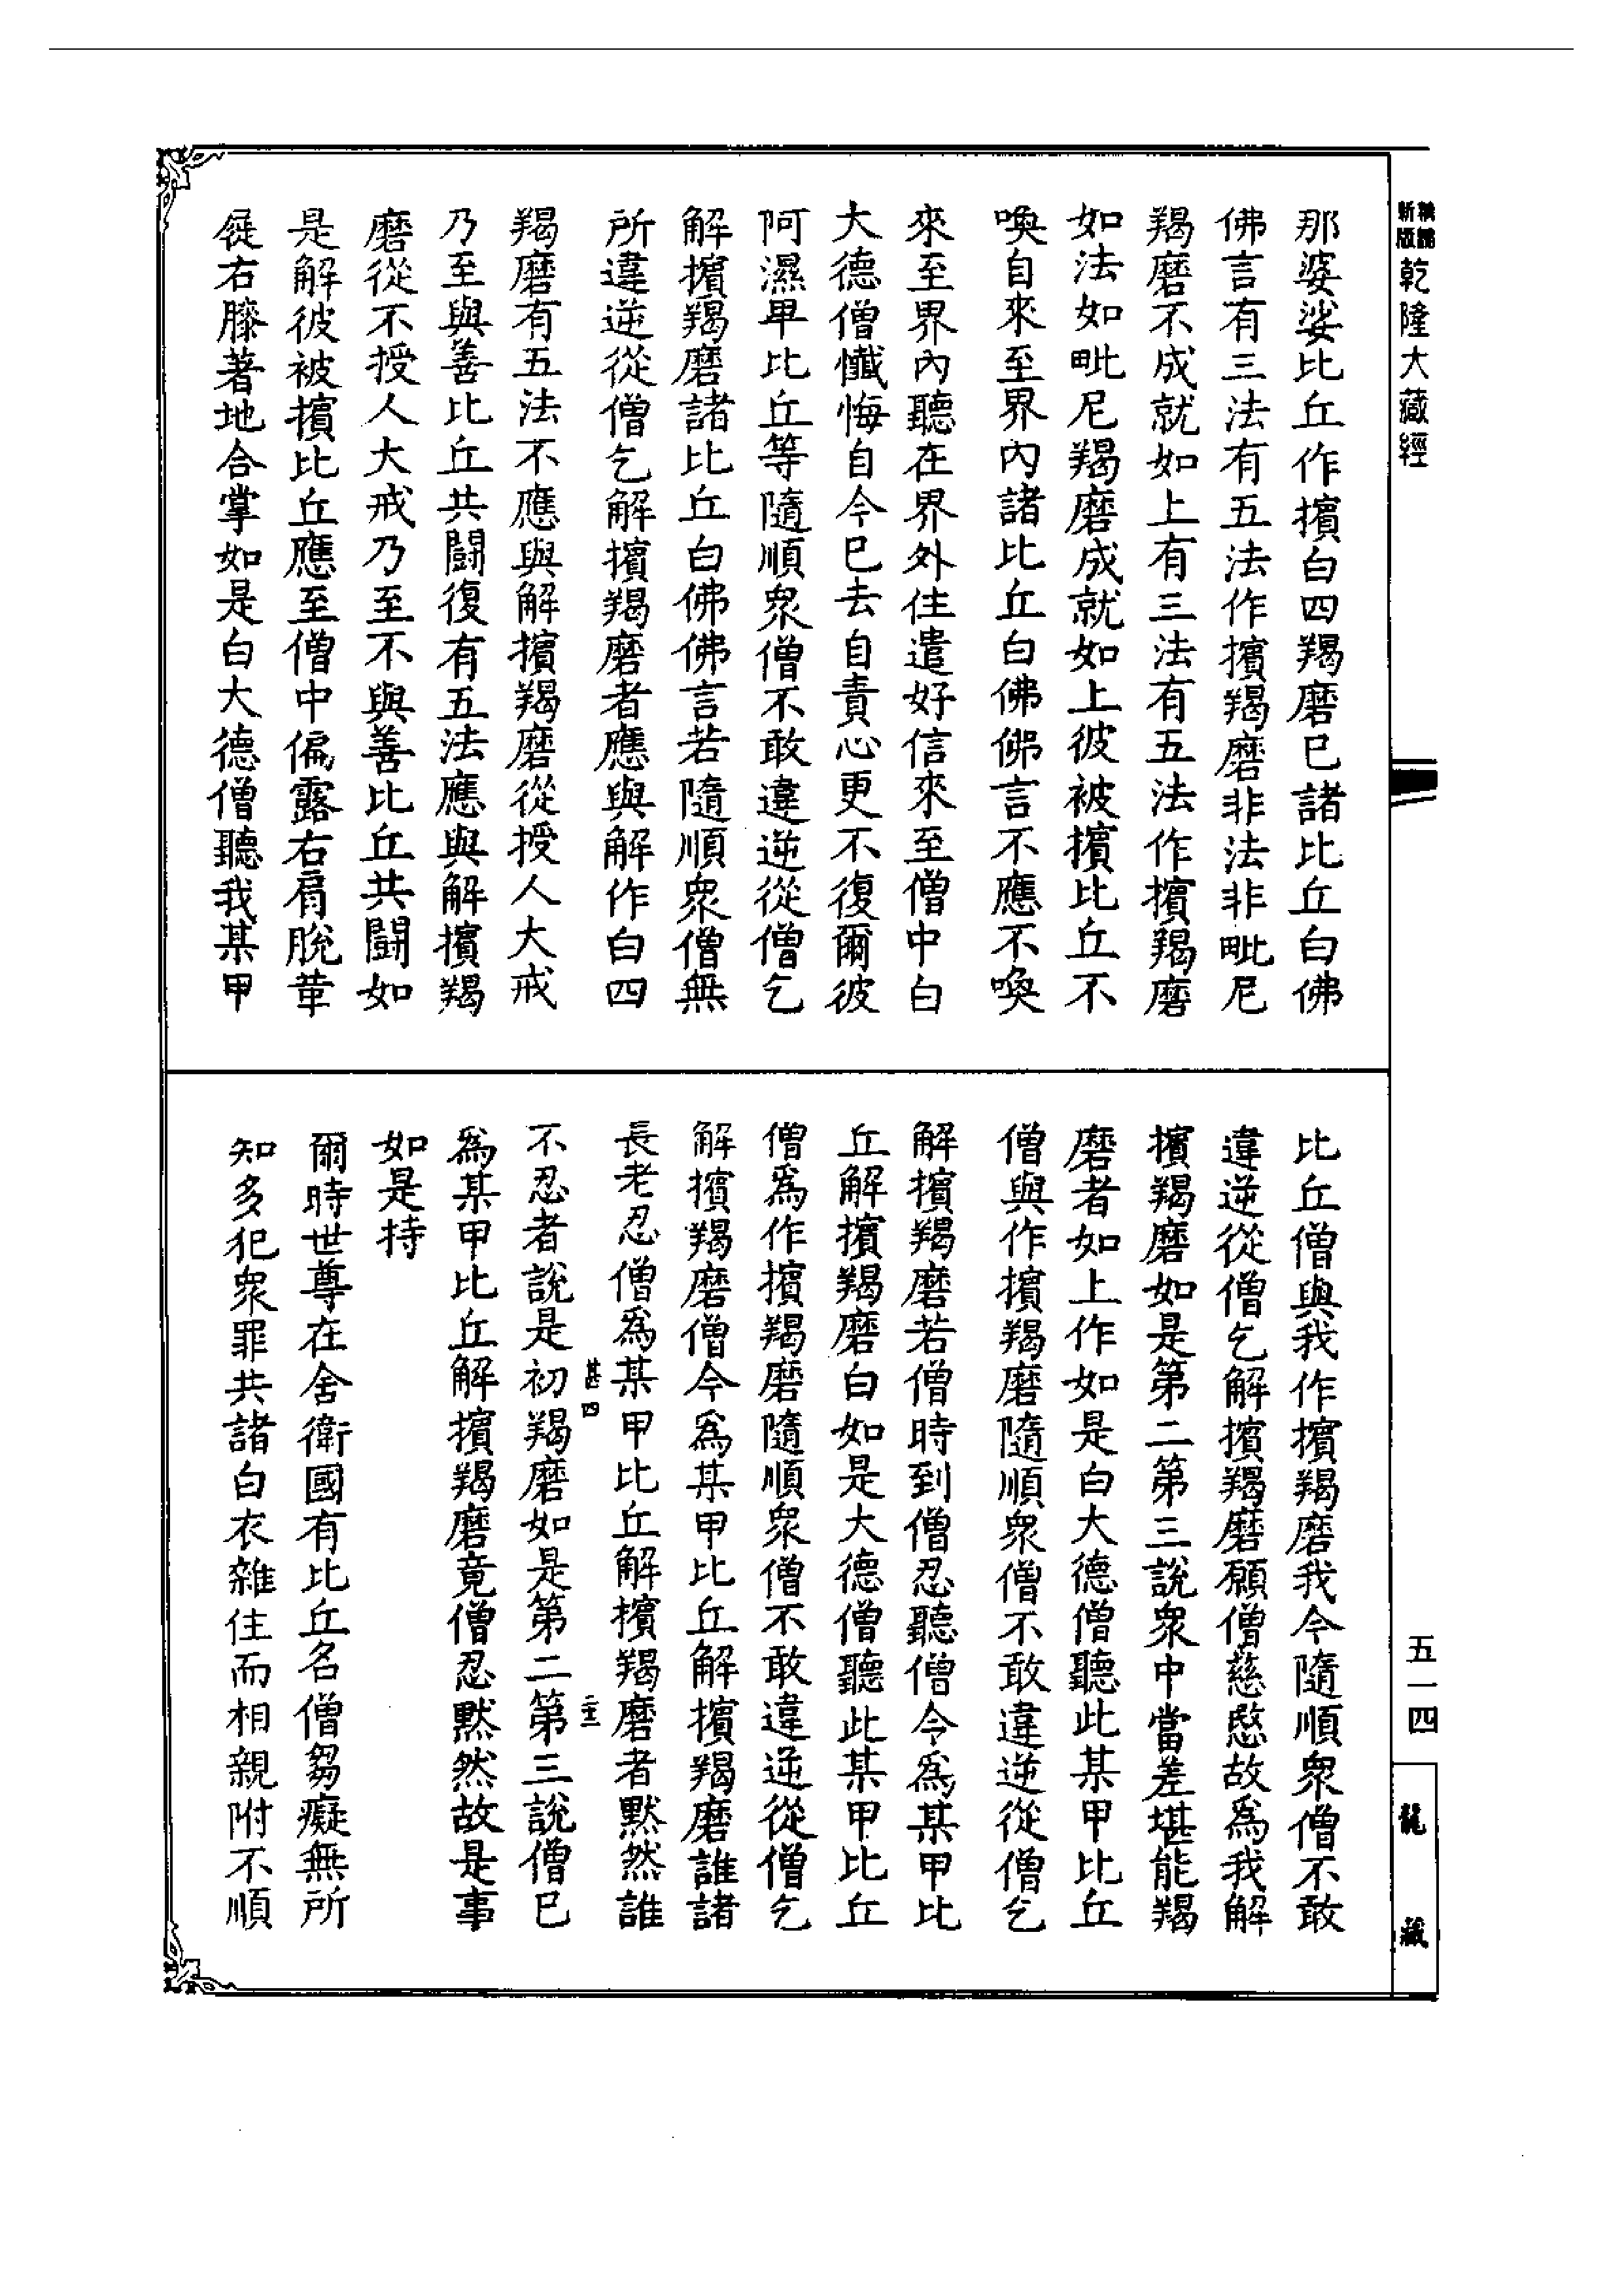 新版
乾隆大藏經
那婆娑比丘作擯白四羯磨已諸比丘白佛
佛言有三法有五法作擯羯磨非法非毗尼
羯磨不成就如上有三法有五法作擯羯磨
如法如毗尼羯磨成就如上彼被擯比丘不
喚自來至界內諸比丘白佛佛言不應不喚
來至界內聽在界外住遣好信來至僧中白
大德僧懺悔自今已去自責心更不復爾彼
阿濕卑比丘等隨順眾僧不敢違逆從僧乞
解擯羯磨諸比丘白佛佛言若隨順眾僧無
所違逆從僧乞解擯羯磨者應與解作白四
羯磨有五法不應與解擯羯磨從授人大戒
乃至與善比丘共鬪復有五法應與解擯羯
磨從不授人大戒乃至不與善比丘共鬪如
是解彼被擯比丘應至僧中偏露右肩脫革
屣右膝著地合掌如是白大德僧聽我某甲
比丘僧與我作擯羯磨我今隨順眾僧不敢
違逆從僧乞解擯羯磨願僧慈愍故為我解
擯羯磨如是第二第三說眾中當差堪能羯
磨者如上作如是白大德僧聽此某甲比丘
僧與作擯羯磨隨順眾僧不敢違逆從僧乞
解擯羯磨若僧時到僧忍聽僧今為某甲比
丘解擯羯磨白如是大德僧聽此某甲比丘
僧為作擯羯磨隨順眾僧不敢違逆從僧乞
解擯羯磨僧今為某甲比丘解擯羯磨誰諸
長老忍僧為某甲比丘解擯羯磨者默然誰
甚四
不忍者說是初羯磨如是第二第三說僧已
為某甲比丘解擯羯磨竟僧忍默然故是事
如是持
爾時世尊在舍衛國有比丘名僧芻癡無所
知多犯眾罪共諸白衣雜住而相親附不順
五一四
龍藏